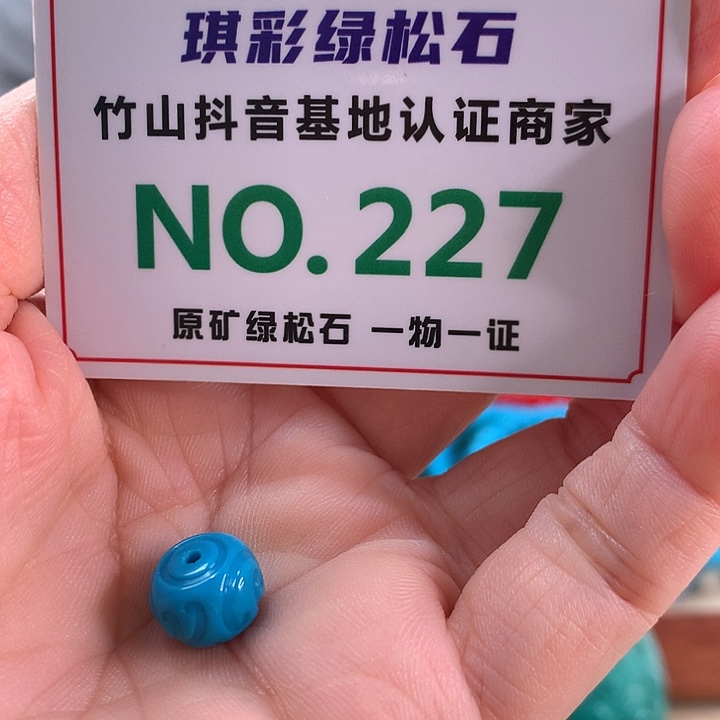 琪彩绿松石
竹山抖音基地认证商家
NO.227
原矿绿松石 一物一证